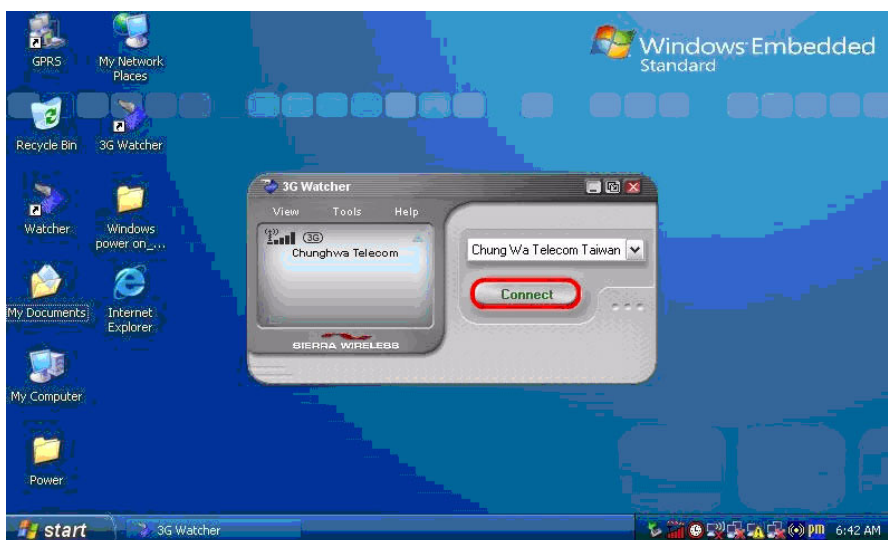 GPRS
My Network
Places
Windows Embedded
Standard
Recycle Bin
3G Watcher
Watcher
Windows
power on_...
My Documents
Internet
Explorer
My Computer
Power
3G Watcher
View Tools Help
3G
Chunghwa Telecom
SIERRA WIRELESS
Chung Wa Telecom Taiwan
Connect
start
3G Watcher
pm
6:42 AM